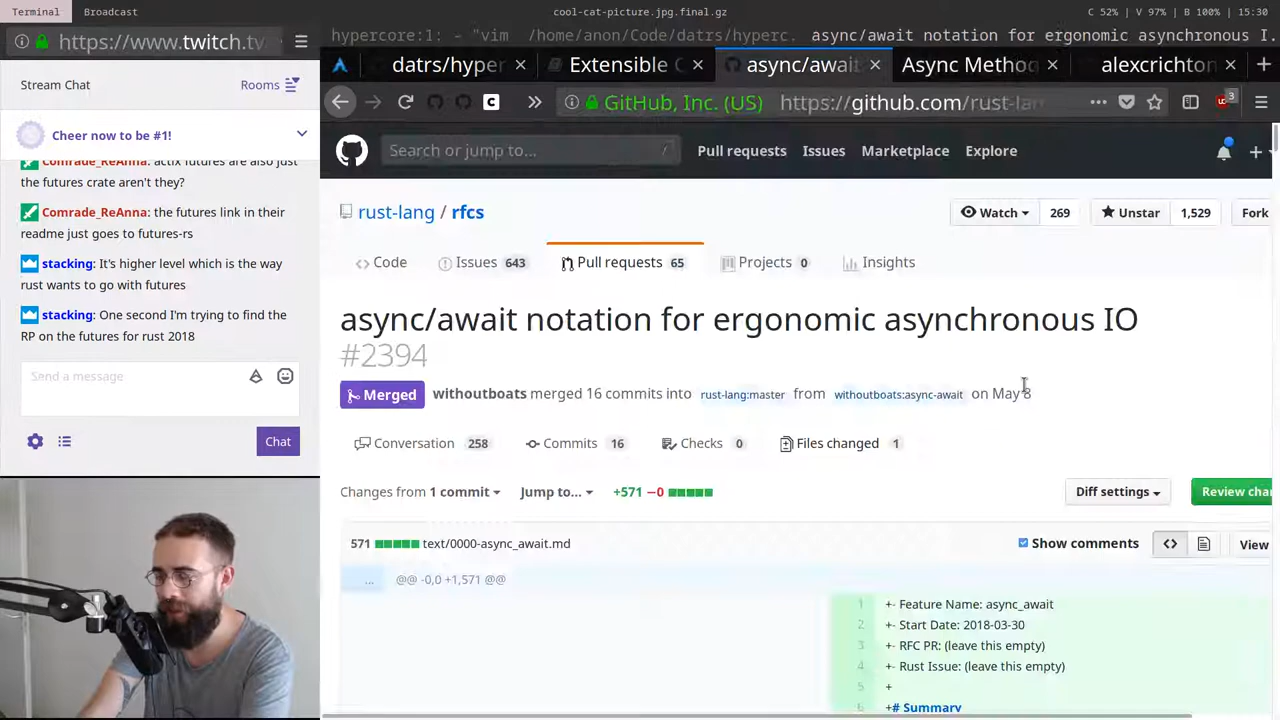 Terminal
Broadcast
cool-cat-picture.jpg.final.gz
C 52% | V 97% | B 100% | 15:30
https://www.twitch.tv
hypercore:1: - "vim /home/anon/Code/datrs/hyperc.
async/await notation for ergonomic asynchronous I.
datrs/hyper
Extensible C
async/await
Async Method
alexcrichton
GitHub, Inc. (US)
https://github.com/rust-lan
3
Stream Chat
Rooms
Cheer now to be #1!
Comrade_ReAnna: actix futures are also just
the futures crate aren't they?
Comrade_ReAnna: the futures link in their
readme just goes to futures-rs
stacking: It's higher level which is the way
rust wants to go with futures
stacking: One second I'm trying to find the
RP on the futures for rust 2018
Send a message
Chat
Search or jump to...
/
Pull requests
Issues
Marketplace
Explore
rust-lang / rfcs
Watch 269
Unstar 1,529
Fork
Code
Issues 643
Pull requests 65
Projects 0
Insights
async/await notation for ergonomic asynchronous IO
#2394
Merged
withoutboats merged 16 commits into rust-lang:master from withoutboats:async-await on May 8
Conversation 258
Commits 16
Checks 0
Files changed 1
Changes from 1 commit
Jump to...
+571 −0
Diff settings
Review chan
571
text/0000-async_await.md
Show comments
<>
View
...
@@ -0,0 +1,571 @@
1 +- Feature Name: async_await
2 +- Start Date: 2018-03-30
3 +- RFC PR: (leave this empty)
4 +- Rust Issue: (leave this empty)
5 +
6 +# Summary